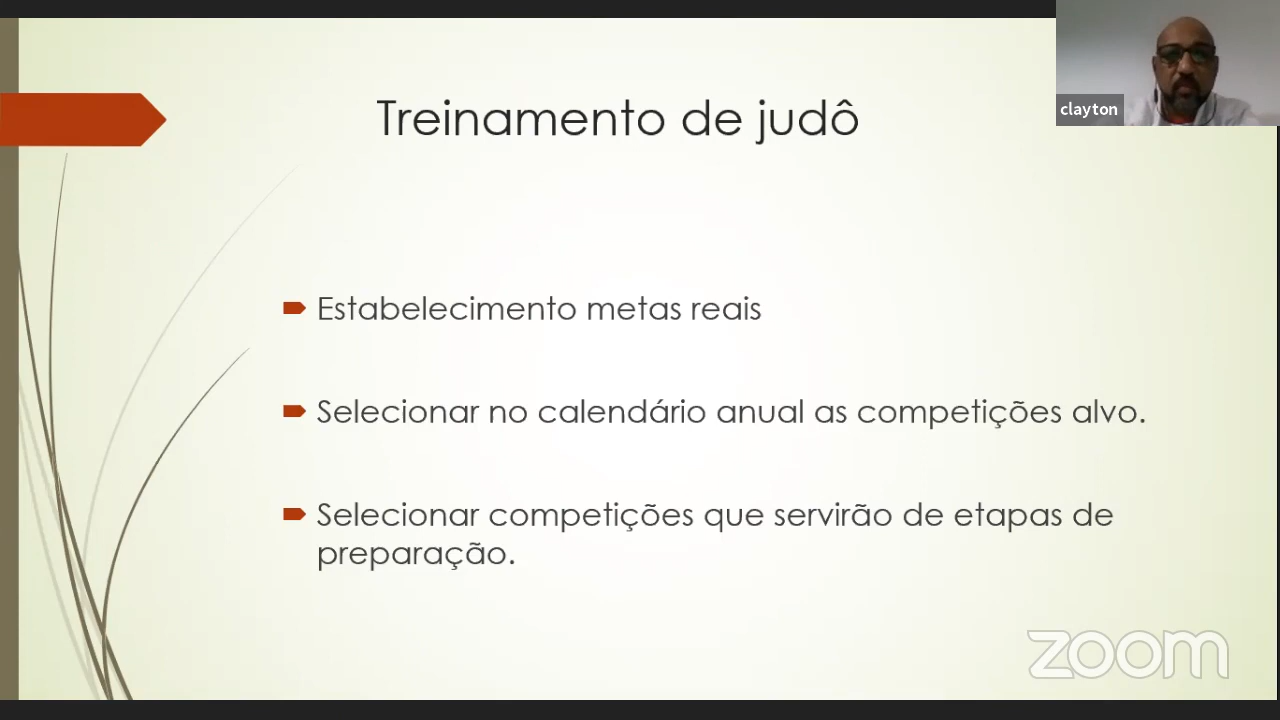 Treinamento de judô
clayton
Estabelecimento metas reais
Selecionar no calendário anual as competições alvo.
Selecionar competições que servirão de etapas de
preparação.
zoom